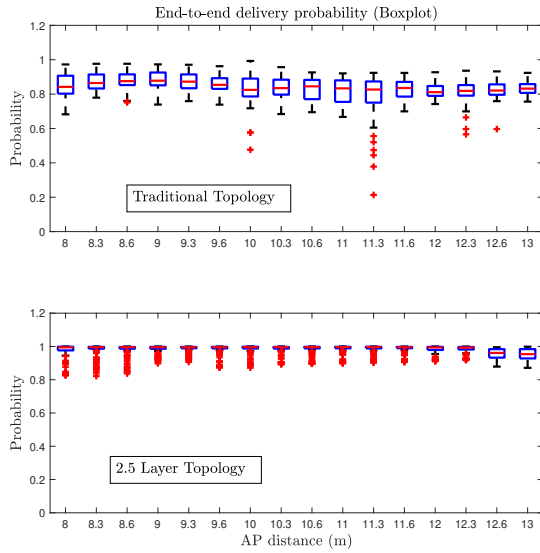 End-to-end delivery probability (Boxplot)
1.2
1
0.8
0.6
0.4
0.2
0
Probability
Traditional Topology
8 8.3 8.6 9 9.3 9.6 10 10.3 10.6 11 11.3 11.6 12 12.3 12.6 13
1.2
1
0.8
0.6
0.4
0.2
0
Probability
2.5 Layer Topology
8 8.3 8.6 9 9.3 9.6 10 10.3 10.6 11 11.3 11.6 12 12.3 12.6 13
AP distance (m)